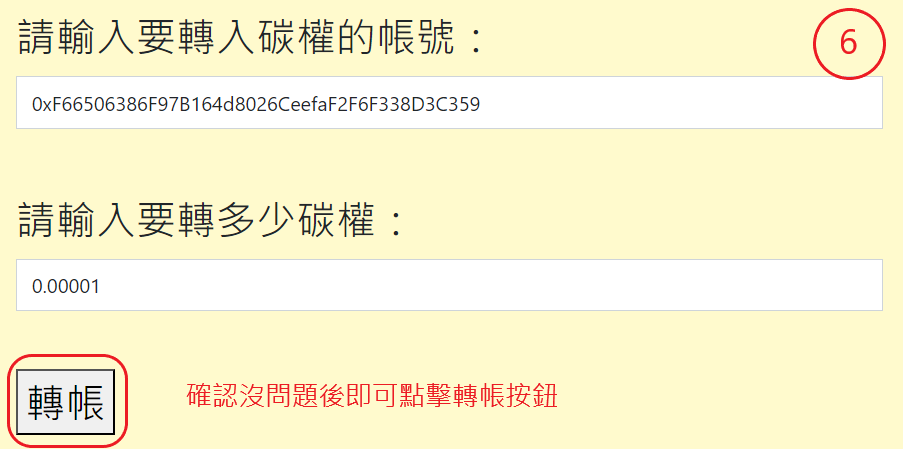 請輸入要轉入碳權的帳號：
6
0xF66506386F97B164d8026CeefaF2F6F338D3C359
請輸入要轉多少碳權：
0.00001
轉帳
確認沒問題後即可點擊轉帳按鈕